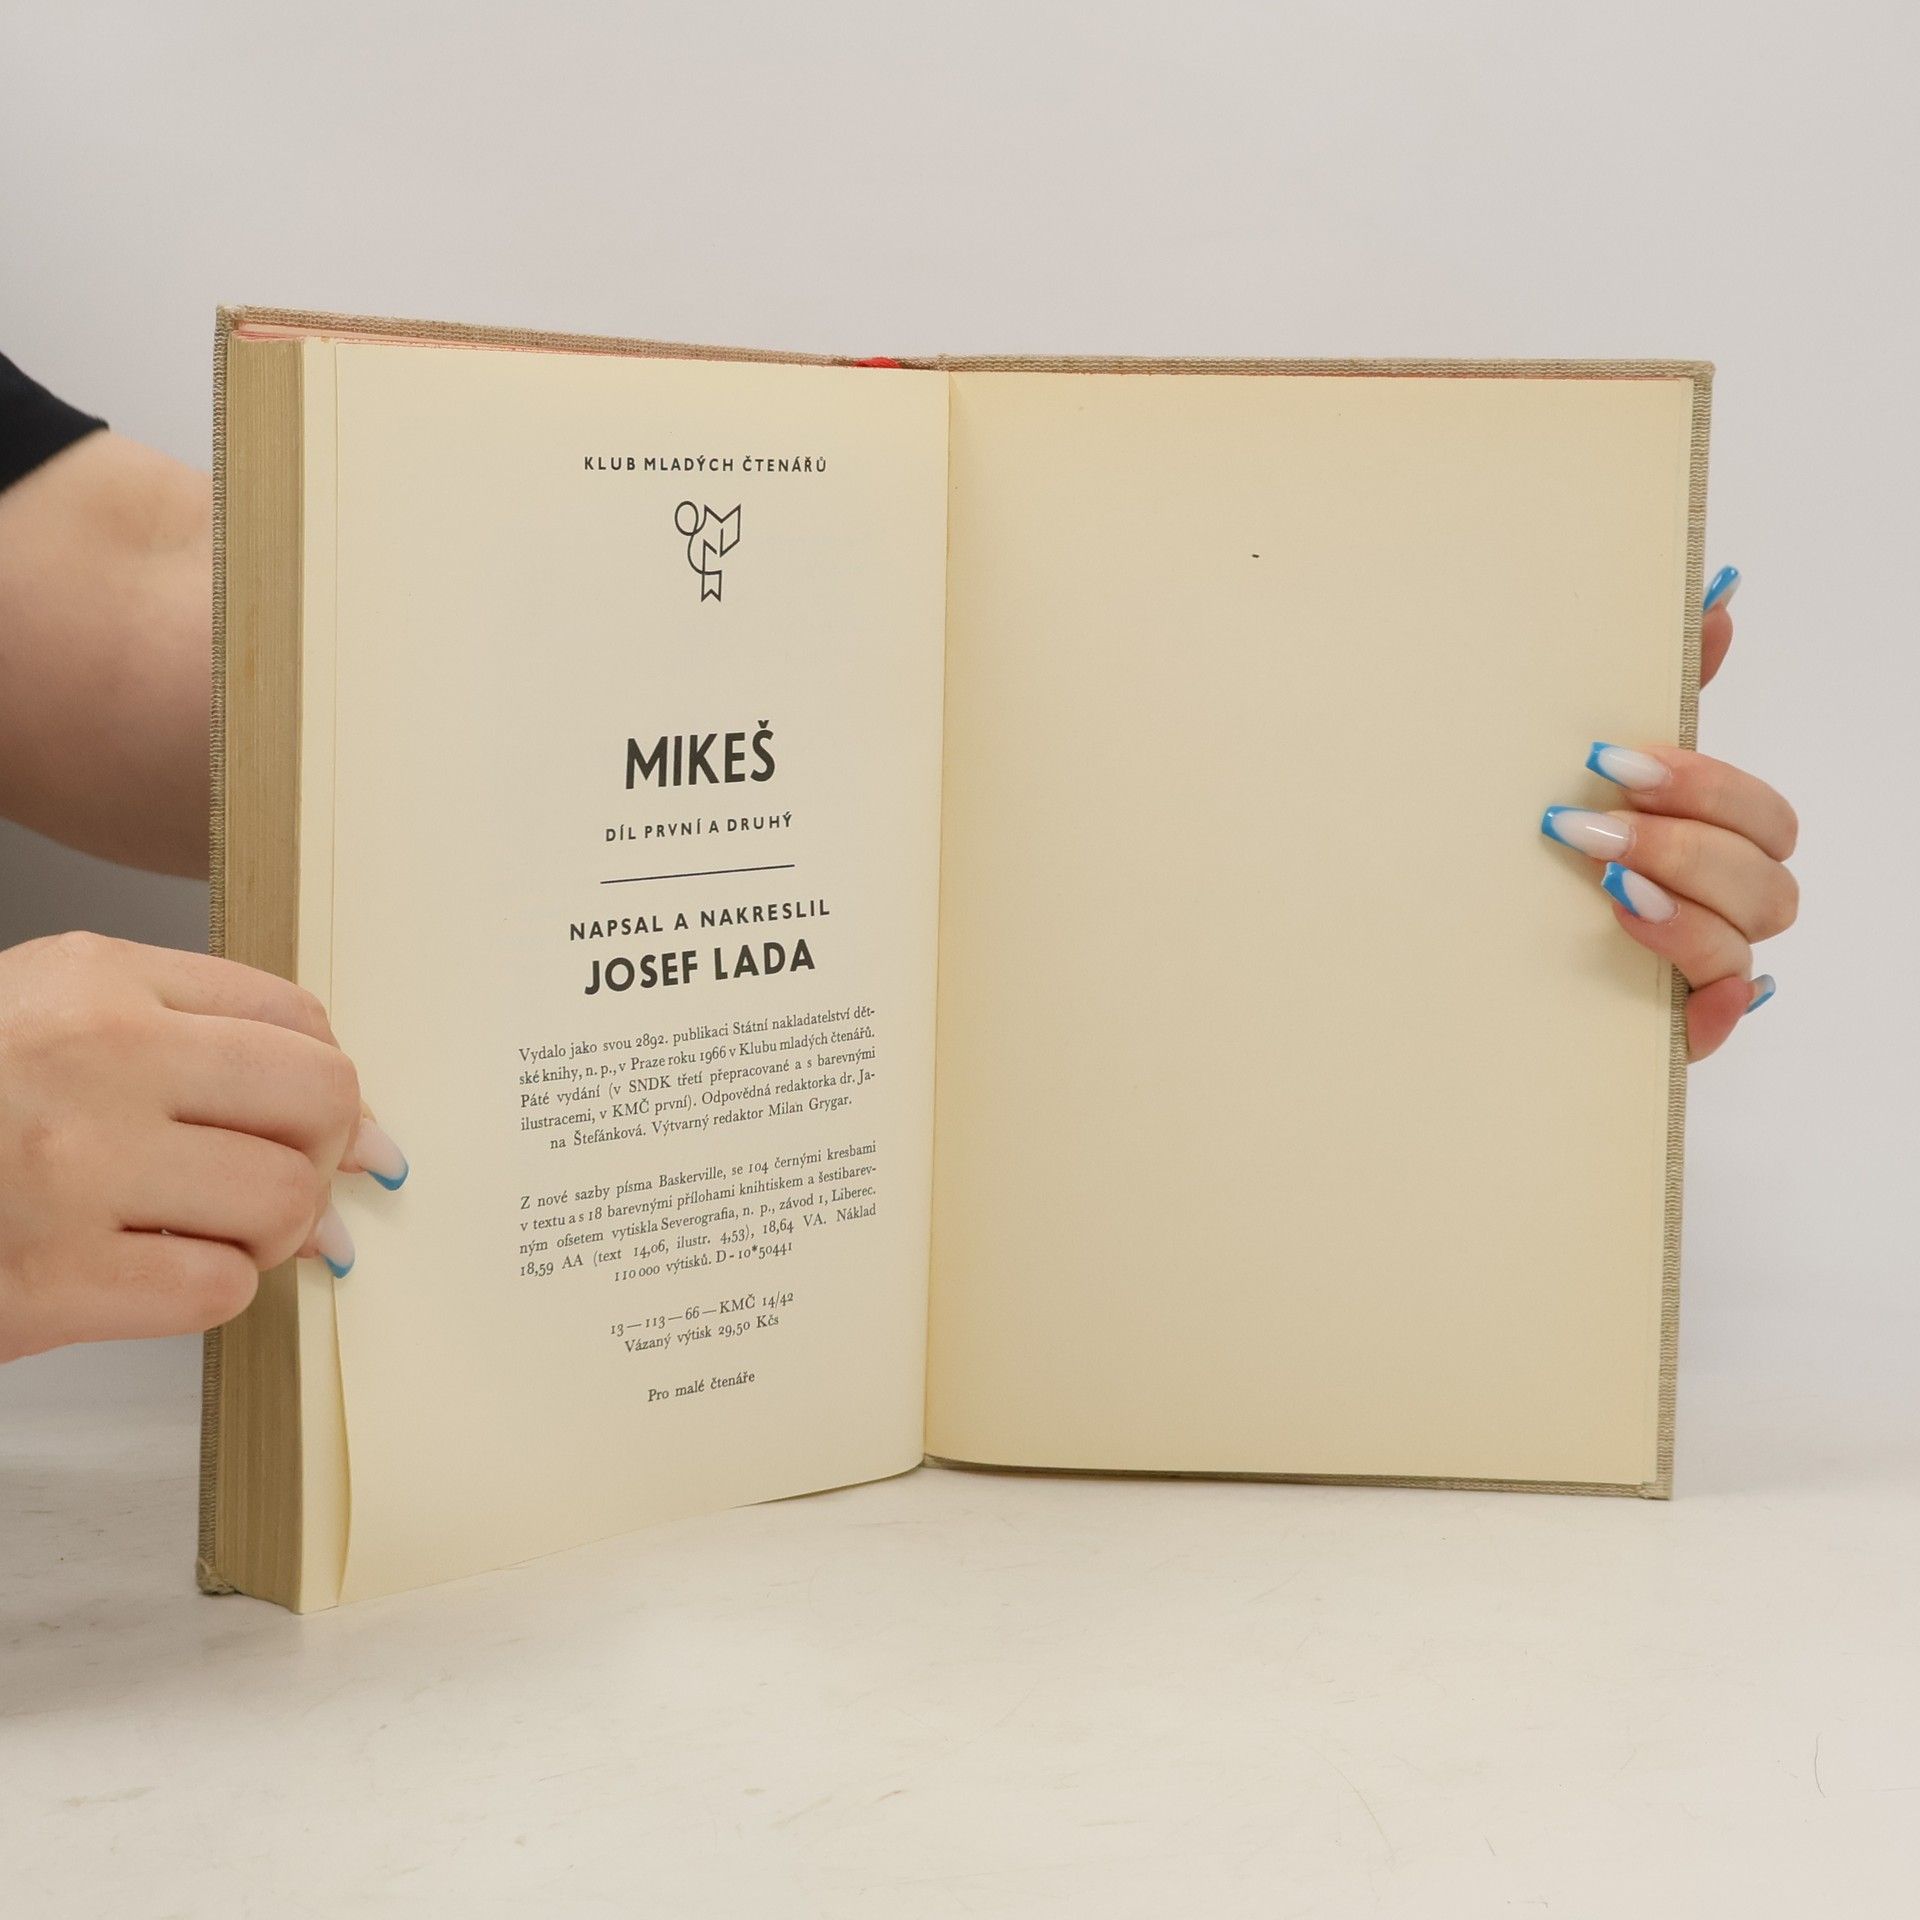 KLUB MLADÝCH ČTENÁŘŮ
MIKEŠ
DÍL PRVNÍ A DRUHÝ
NAPSAL A NAKRESLIL
JOSEF LADA
Vydalo jako svou 2892. publikaci Státní nakladatelství dět-
ské knihy, n. p., v Praze roku 1966 v Klubu mladých čtenářů.
Páté vydání (v SNDK třetí přepracované a s barevnými
ilustracemi, v KMČ první). Odpovědná redaktorka dr. Ja-
na Štefánková. Výtvarný redaktor Milan Grygar.
Z nové sazby písma Baskerville, se 104 černými kresbami
v textu a s 18 barevnými přílohami knihtiskem a šestibarev-
ným ofsetem vytiskla Severografia, n. p., závod 1, Liberec.
18,59 AA (text 14,06, ilustr. 4,53), 18,64 VA. Náklad
110 000 výtisků. D - 10*50441
13 — 113 — 66 — KMČ 14/42
Vázaný výtisk 29,50 Kčs
Pro malé čtenáře